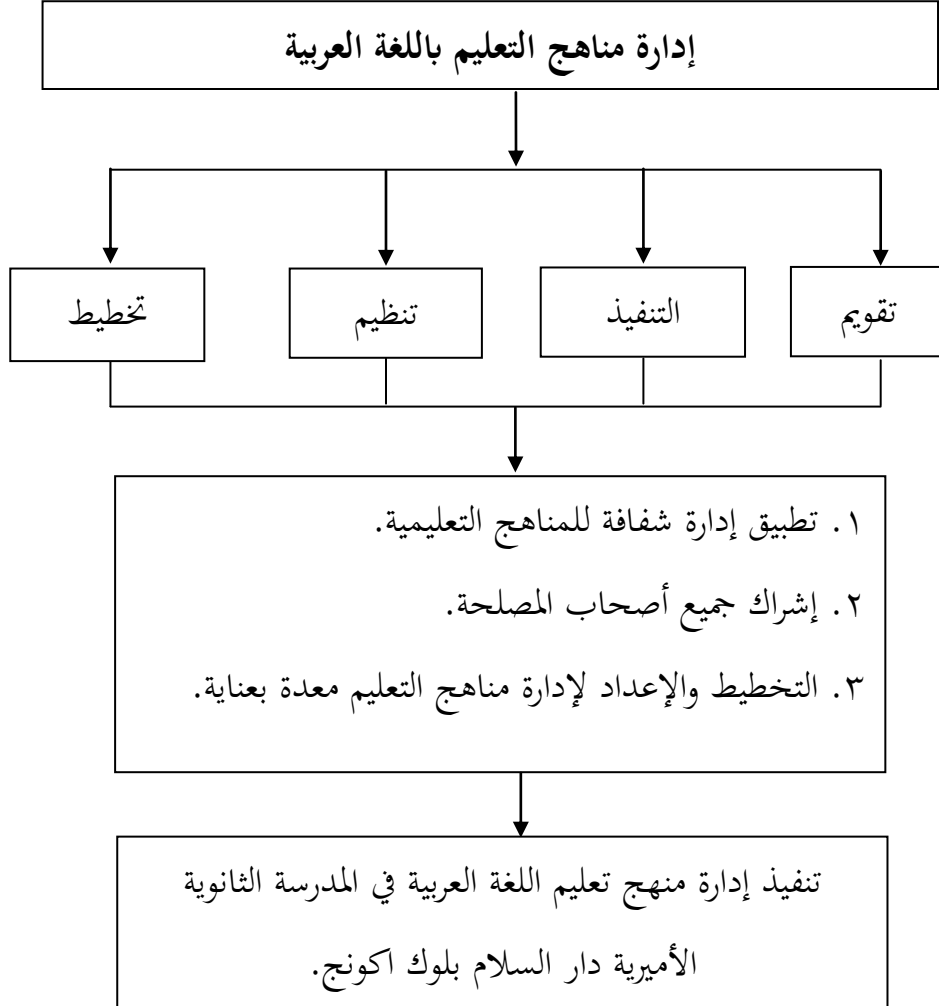 إدارة مناهج التعليم باللغة العربية
تقويم
التنفيذ
تنظيم
تخطيط
١. تطبيق إدارة شفافة للمناهج التعليمية.
٢. إشراك جميع أصحاب المصلحة.
٣. التخطيط والإعداد لإدارة مناهج التعليم معدة بعناية.
تنفيذ إدارة منهج تعليم اللغة العربية في المدرسة الثانوية
الأميرية دار السلام بلوك اكونج.